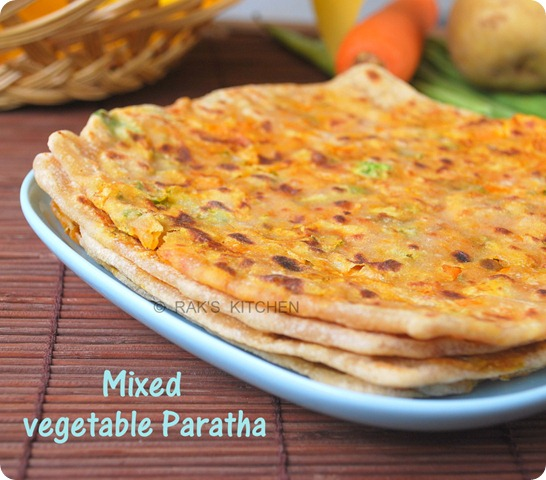 © RAK'S KITCHEN
Mixed
vegetable Paratha